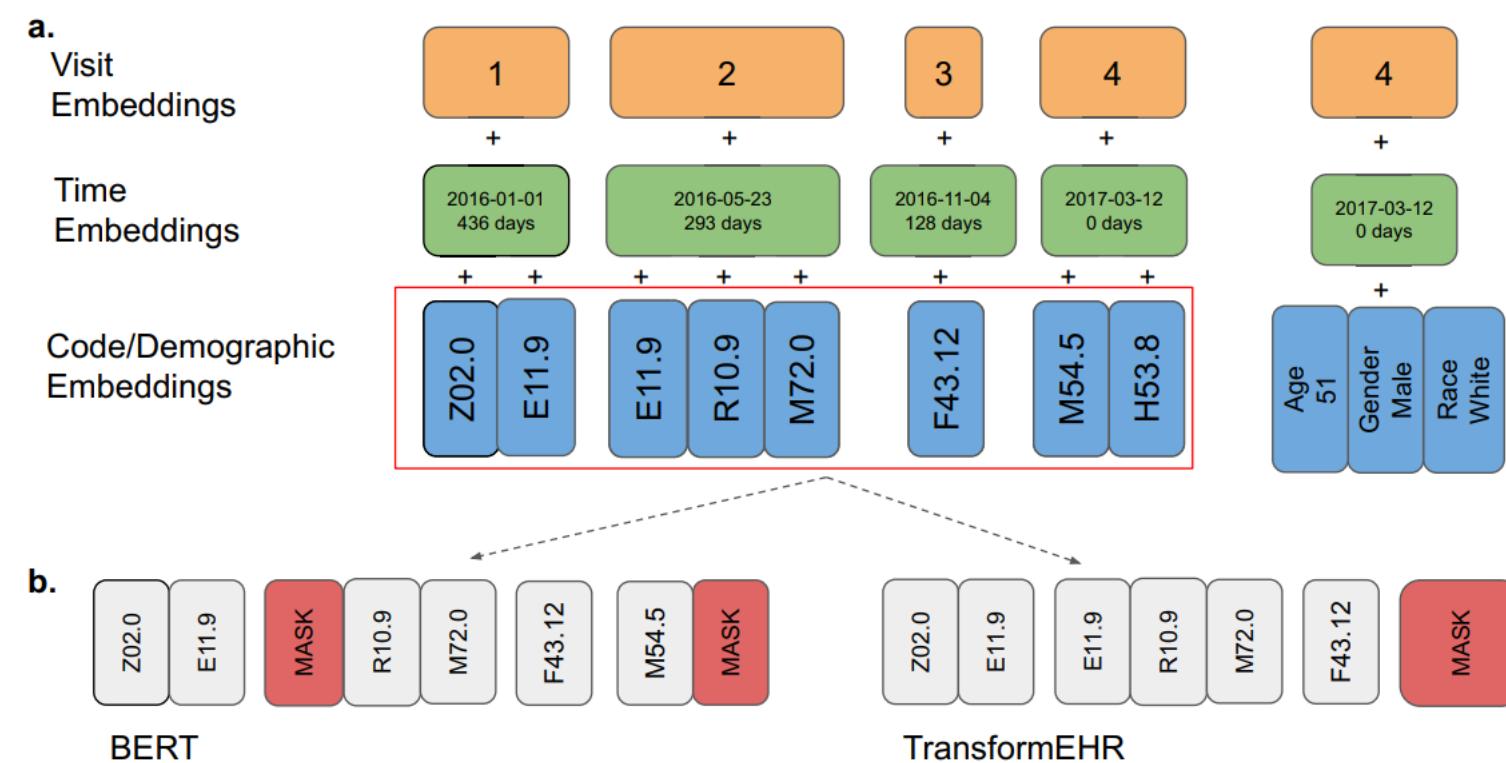 a.
Visit
Embeddings
1
2
3
4
4
+
+
+
+
+
Time
Embeddings
2016-01-01
436 days
2016-05-23
293 days
2016-11-04
128 days
2017-03-12
0 days
2017-03-12
0 days
+
+
+
+
+
+
+
+
+
Code/Demographic
Embeddings
Z02.0
E11.9
E11.9
R10.9
M72.0
F43.12
M54.5
H53.8
Age
51
Gender
Male
Race
White
b.
Z02.0
E11.9
MASK
R10.9
M72.0
F43.12
M54.5
MASK
Z02.0
E11.9
E11.9
R10.9
M72.0
F43.12
MASK
BERT
TransformEHR